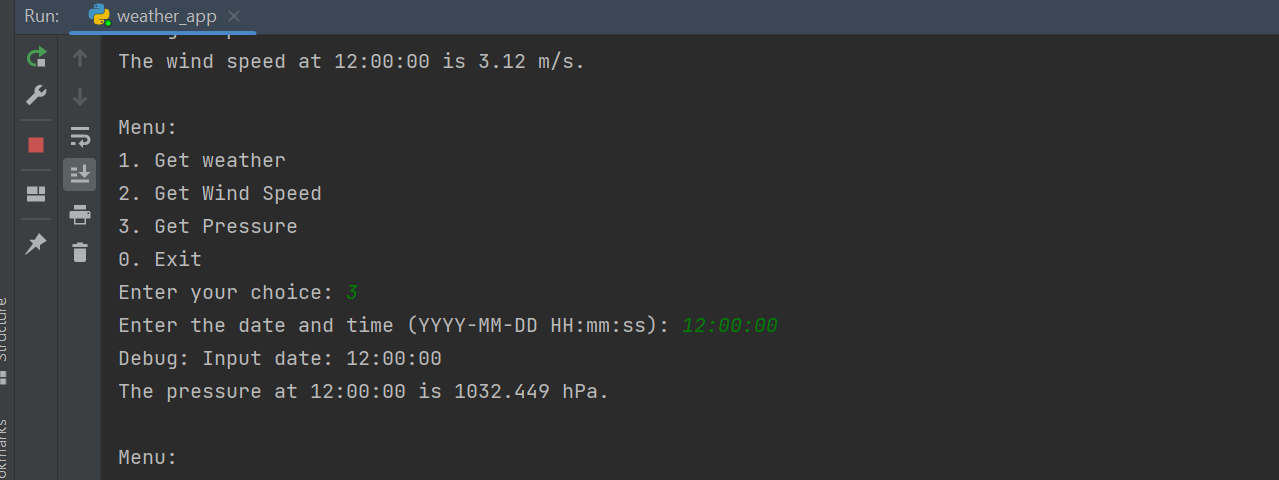 Run:
weather_app
The wind speed at 12:00:00 is 3.12 m/s.
Menu:
1. Get weather
2. Get Wind Speed
3. Get Pressure
0. Exit
Enter your choice: 3
Enter the date and time (YYYY-MM-DD HH:mm:ss): 12:00:00
Debug: Input date: 12:00:00
The pressure at 12:00:00 is 1032.449 hPa.
Menu:
Structure